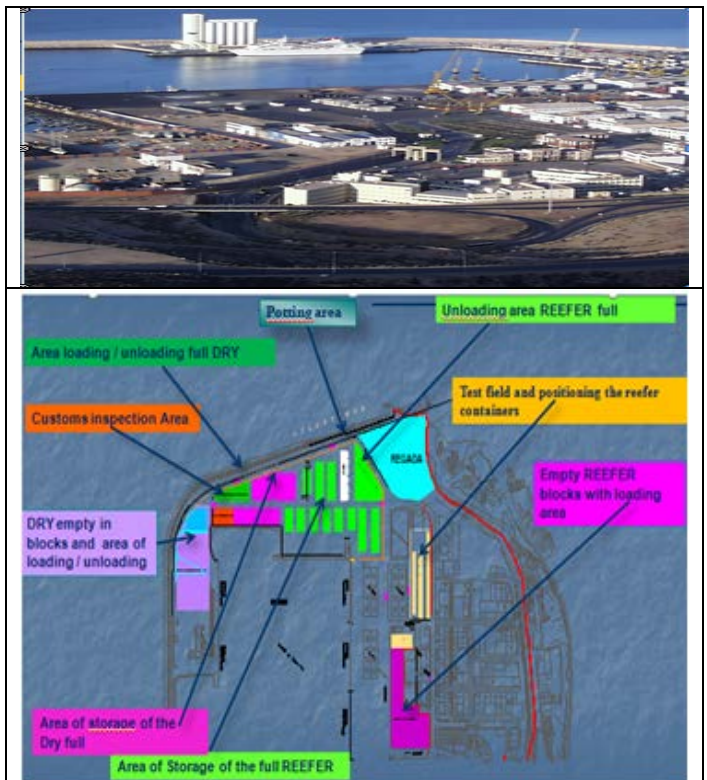 Potting area
Unloading area REEFER full
Area loading / unloading full DRY
Test field and positioning the reefer
containers
Customs inspection Area
REGADA
Empty REEFER
blocks with loading
area
DRY empty in
blocks and area of
loading / unloading
Area of storage of the
Dry full
Area of Storage of the full REEFER